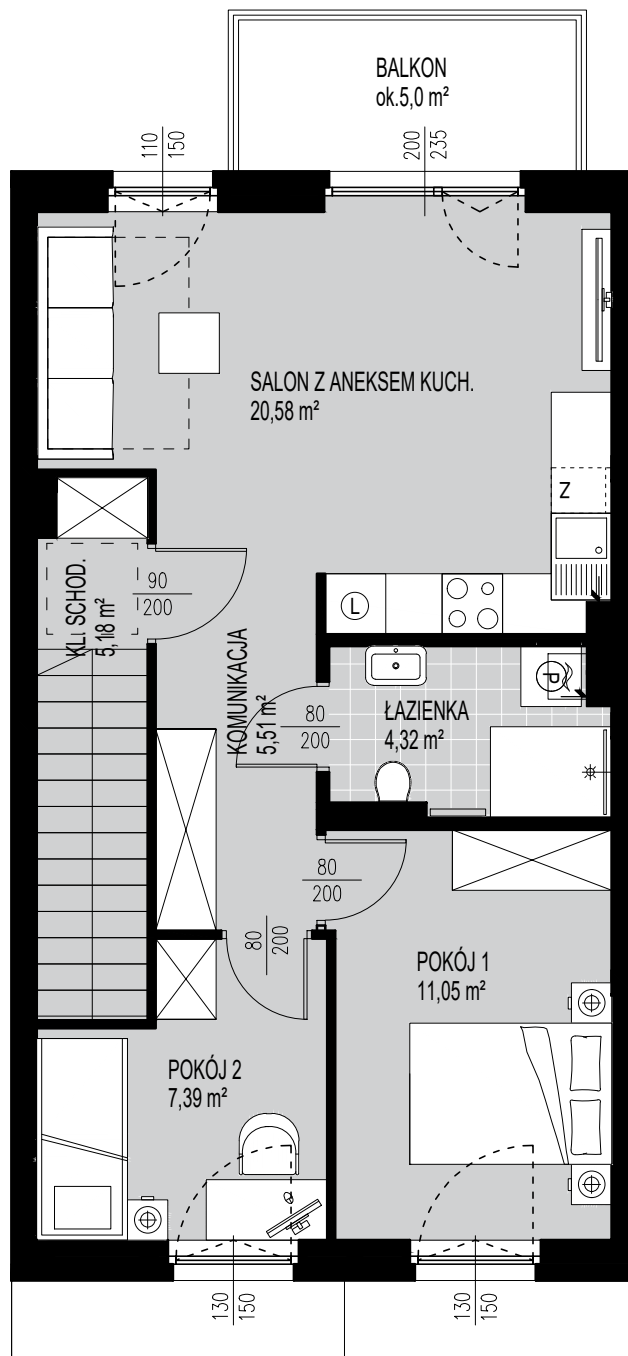 BALKON
ok.5,0 m²
110
150
200
235
SALON Z ANEKSEM KUCH.
20,58 m²
Z
KL. SCHOD.
5,18 m²
90
200
L
KOMUNIKACJA
5,51 m²
80
200
ŁAZIENKA
4,32 m²
P
80
200
80
200
POKÓJ 1
11,05 m²
POKÓJ 2
7,39 m²
130
150
130
150